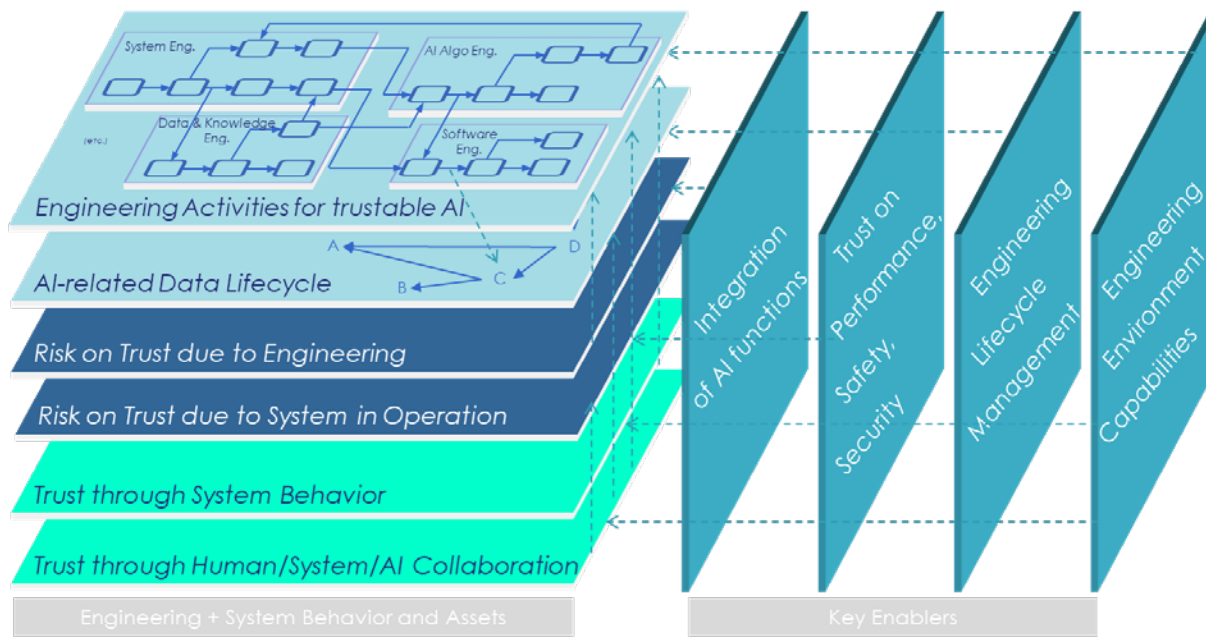 System Eng.
AI Algo Eng.
Data & Knowledge
Eng.
(etc.)
Software
Eng.
Engineering Activities for trustable AI
A
D
C
B
AI-related Data Lifecycle
Risk on Trust due to Engineering
Risk on Trust due to System in Operation
Trust through System Behavior
Trust through Human/System/AI Collaboration
Engineering + System Behavior and Assets
Integration
of AI functions
Trust on
Performance,
Safety,
Security
Engineering
Lifecycle
Management
Engineering
Environment
Capabilities
Key Enablers